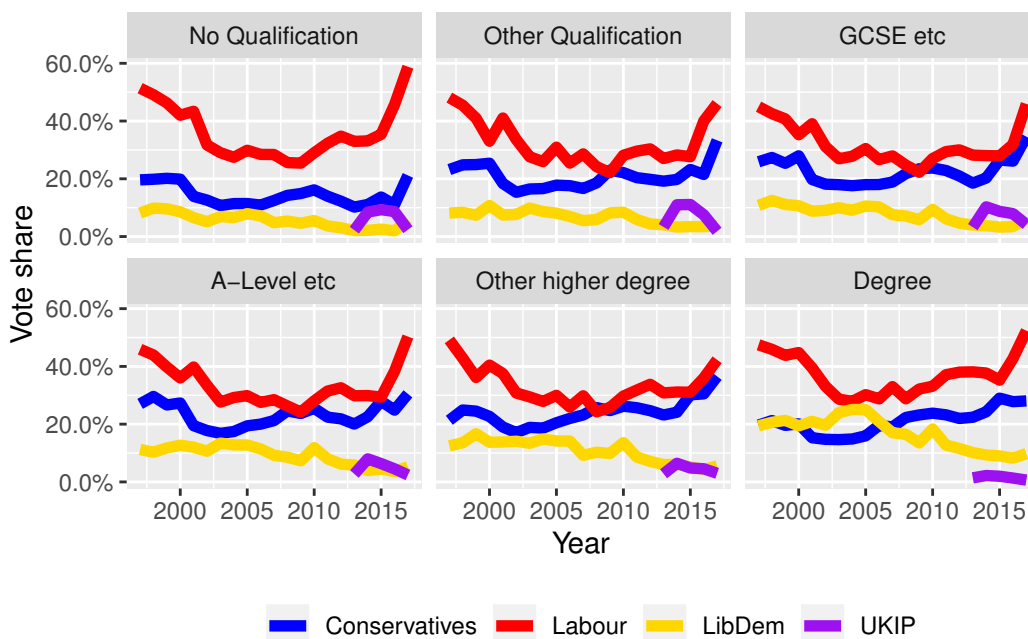 No Qualification Other Qualification GCSE etc
60.0%
40.0%
20.0%
0.0%
A−Level etc Other higher degree Degree
60.0%
40.0%
20.0%
0.0%
Vote share
2000 2005 2010 2015 2000 2005 2010 2015 2000 2005 2010 2015
Year
Conservatives Labour LibDem UKIP